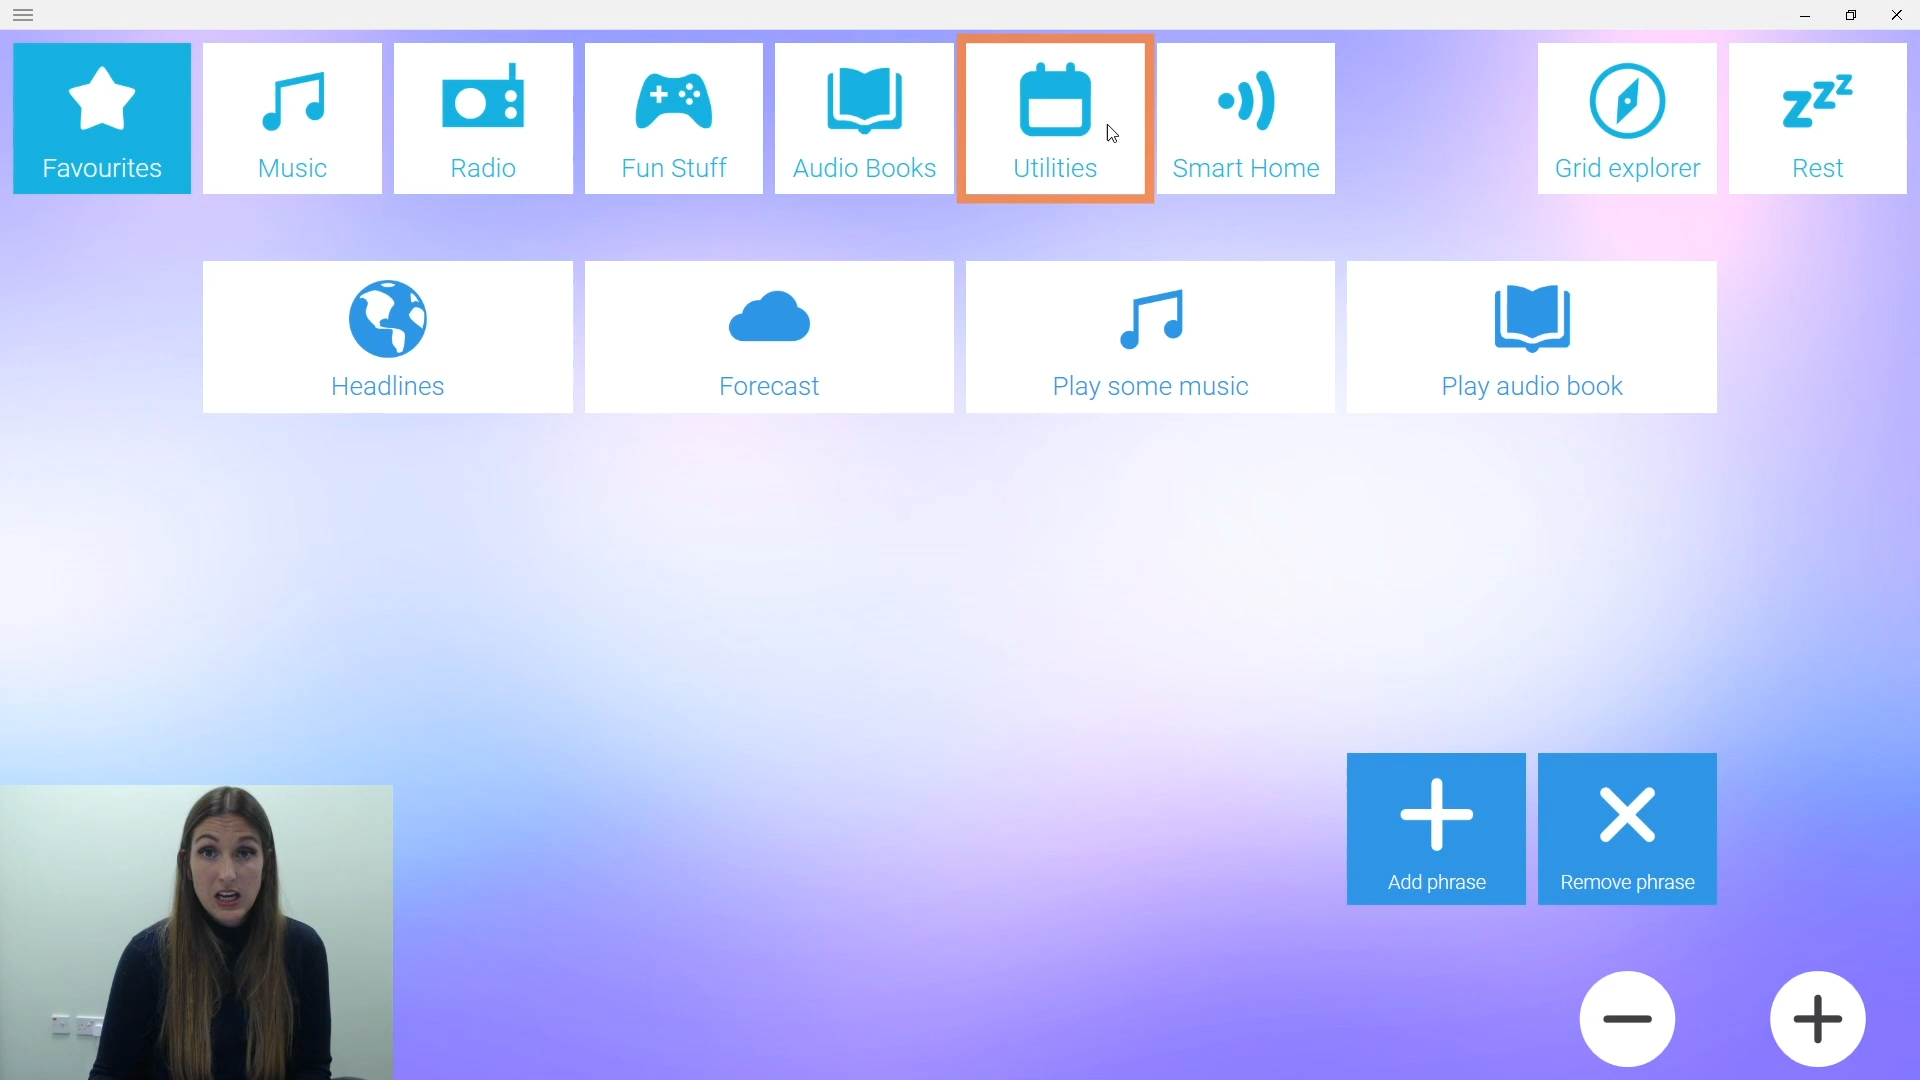 Favourites
Music
Radio
Fun Stuff
Audio Books
Utilities
Smart Home
Grid explorer
Rest
Headlines
Forecast
Play some music
Play audio book
Add phrase
Remove phrase